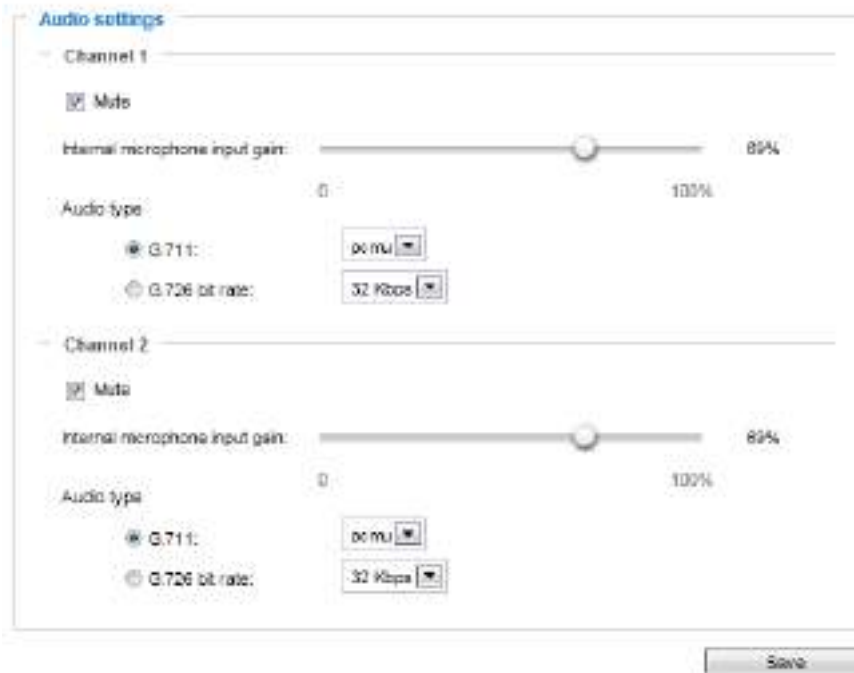 Audio settings
Channel 1
Mute
Internal microphone input gain: 69%
0 100%
Audio type
G.711: pcmu
G.726 bit rate: 32 Kbps
Channel 2
Mute
Internal microphone input gain: 69%
0 100%
Audio type
G.711: pcmu
G.726 bit rate: 32 Kbps
Save